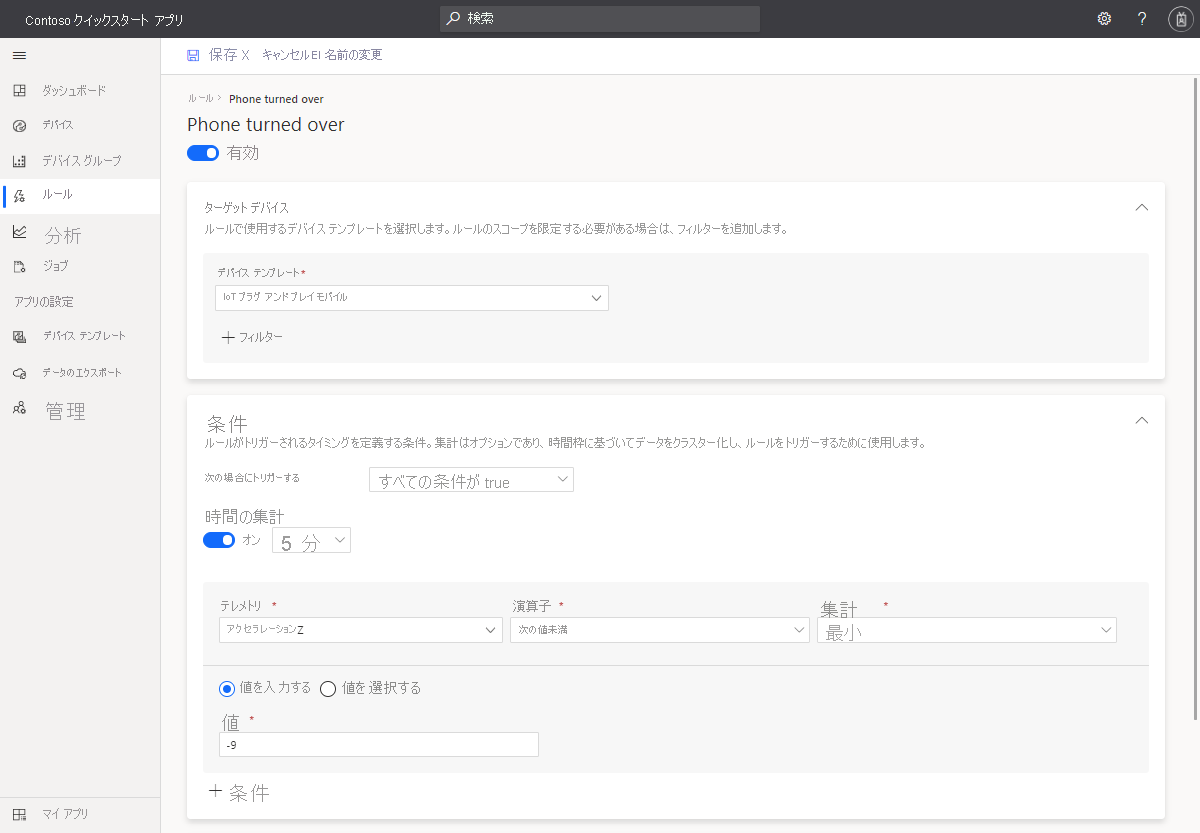 Contoso クイックスタート アプリ
検索
?
保存 X キャンセル EI 名前の変更
ダッシュボード
デバイス
デバイス グループ
ルール
分析
ジョブ
アプリの設定
デバイス テンプレート
データのエクスポート
管理
マイ アプリ
ルール > Phone turned over
Phone turned over
有効
ターゲット デバイス
ルールで使用するデバイス テンプレートを選択します。ルールのスコープを限定する必要がある場合は、フィルターを追加します。
デバイス テンプレート*
IoT プラグ アンド プレイ モバイル
+ フィルター
条件
ルールがトリガーされるタイミングを定義する条件。集計はオプションであり、時間枠に基づいてデータをクラスター化し、ルールをトリガーするために使用します。
次の場合にトリガーする
すべての条件が true
時間の集計
オン 5 分
テレメトリ * 演算子 * 集計 *
アクセラレーションZ 次の値未満 最小
値を入力する 値を選択する
値 *
-9
+ 条件